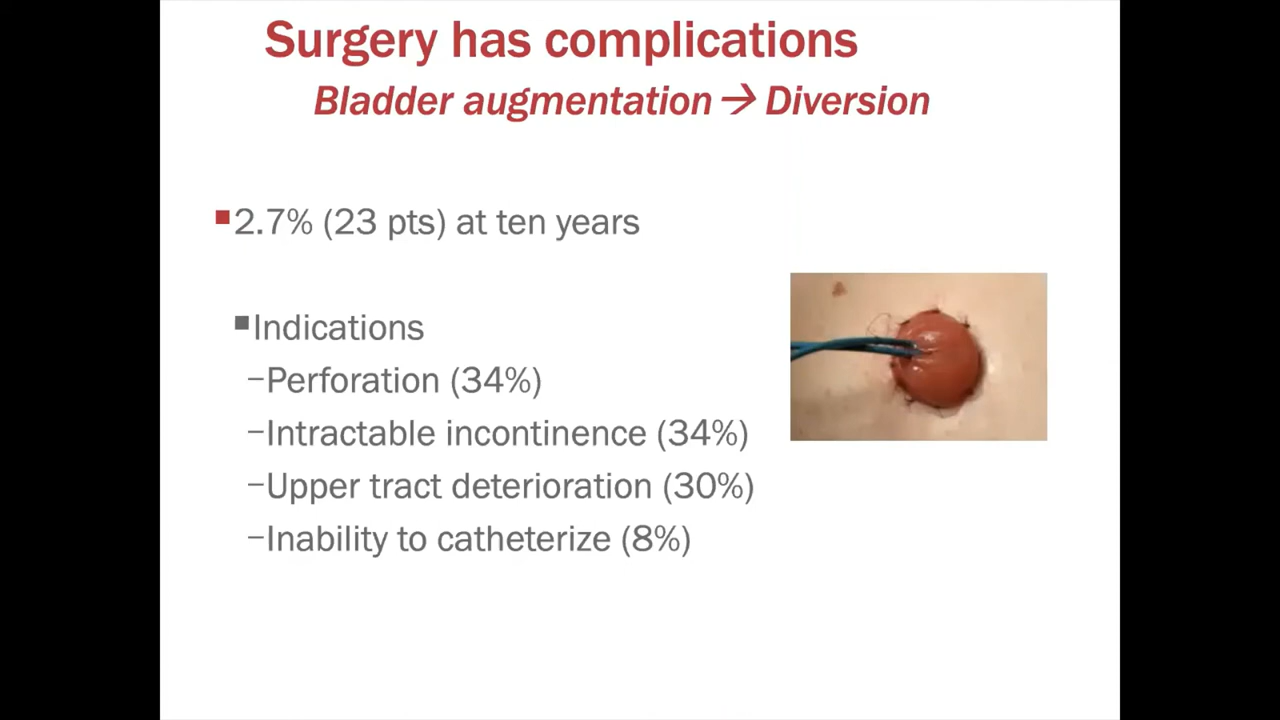 Surgery has complications
Bladder augmentation → Diversion
▪2.7% (23 pts) at ten years
▪Indications
–Perforation (34%)
–Intractable incontinence (34%)
–Upper tract deterioration (30%)
–Inability to catheterize (8%)